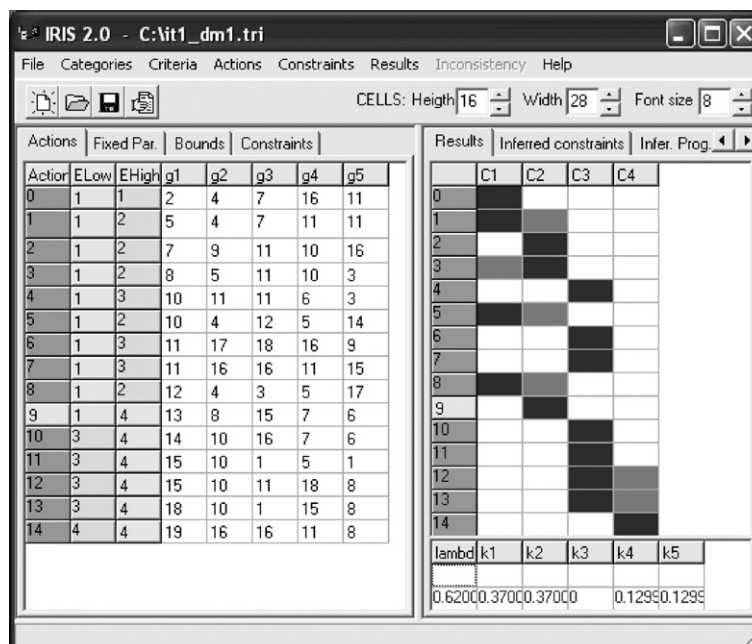 IRIS 2.0 - C:\it1_dm1.tri
File Categories Criteria Actions Constraints Results Inconsistency Help
CELLS: Heigth 16 Width 28 Font size 8
Actions Fixed Par. Bounds Constraints
Action ELow EHigh g1 g2 g3 g4 g5
0 1 1 2 4 7 16 11
1 1 2 5 4 7 11 11
2 1 2 7 9 11 10 16
3 1 2 8 5 11 10 3
4 1 3 10 11 11 6 3
5 1 2 10 4 12 5 14
6 1 3 11 17 18 16 9
7 1 3 11 16 16 11 15
8 1 2 12 4 3 5 17
9 1 4 13 8 15 7 6
10 3 4 14 10 16 7 6
11 3 4 15 10 1 5 1
12 3 4 15 10 11 18 8
13 3 4 18 10 1 15 8
14 4 4 19 16 16 11 8
Results Inferred constraints Infer. Prog.
C1 C2 C3 C4
0
1
2
3
4
5
6
7
8
9
10
11
12
13
14
lambd k1 k2 k3 k4 k5
0.6200 0.3700 0.3700 0 0.1299 0.1299